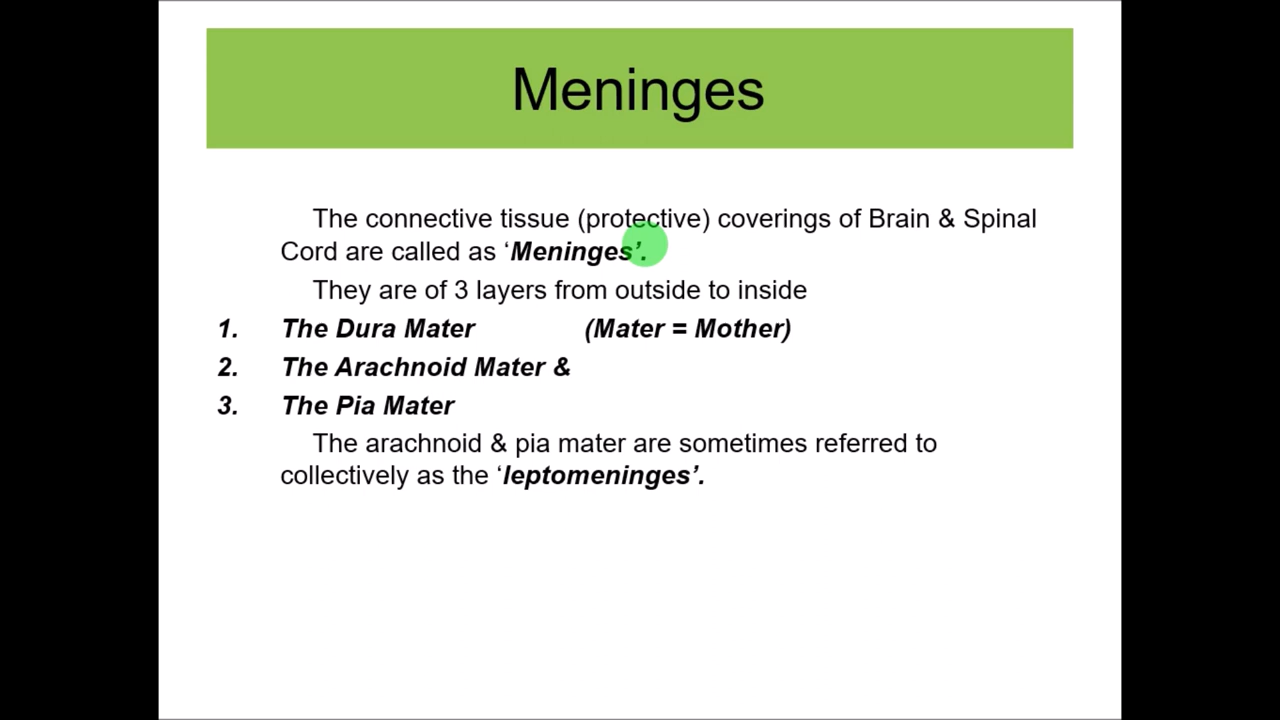 Meninges
The connective tissue (protective) coverings of Brain & Spinal
Cord are called as ‘Meninges’.
They are of 3 layers from outside to inside
1. The Dura Mater (Mater = Mother)
2. The Arachnoid Mater &
3. The Pia Mater
The arachnoid & pia mater are sometimes referred to
collectively as the ‘leptomeninges’.